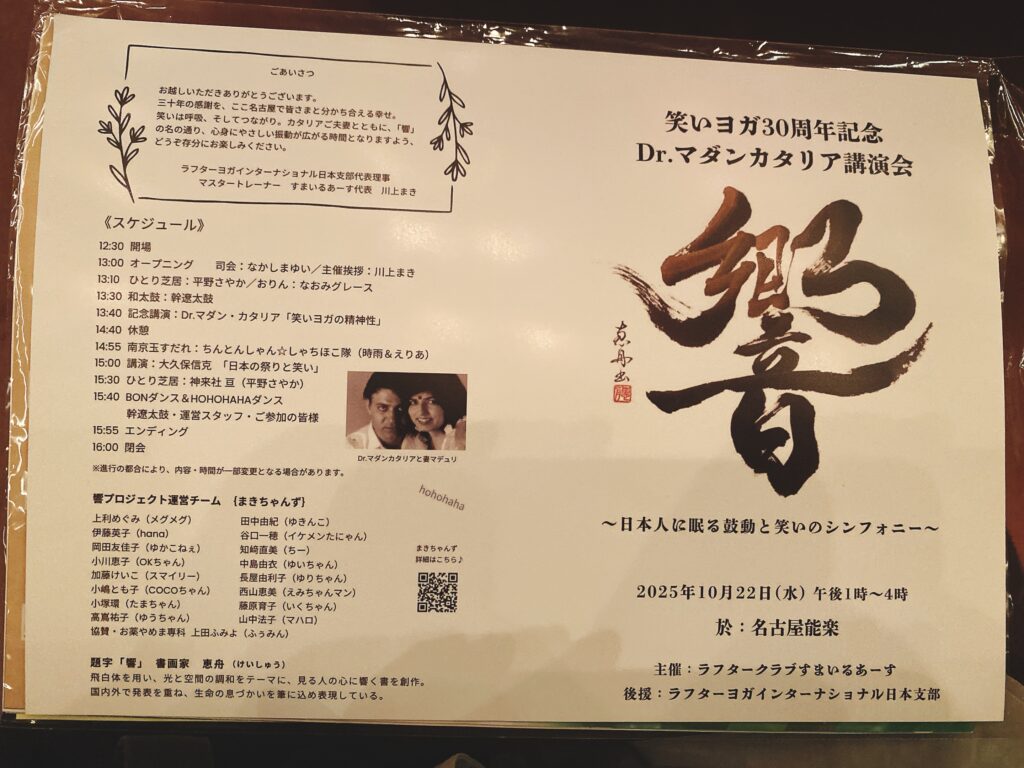 ごあいさつ
お越しいただきありがとうございます。
三十年の感謝を、ここ名古屋で皆さまと分かち合える幸せ。
笑いは呼吸、そしてつながり。カタリアご夫妻とともに、「響」
の名の通り、心身にやさしい振動が広がる時間となりますよう、
どうぞ存分にお楽しみください。
ラフターヨガインターナショナル日本支部代表理事
マスタートレーナー　すまいるあーす代表　川上まき
《スケジュール》
12:30 開場
13:00 オープニング　司会：なかしまゆい／主催挨拶：川上まき
13:10 ひとり芝居：平野さやか／おりん：なおみグレース
13:30 和太鼓：幹遼太鼓
13:40 記念講演：Dr.マダン・カタリア「笑いヨガの精神性」
14:40 休憩
14:55 南京玉すだれ：ちんとんしゃん☆しゃちほこ隊（時雨＆えりあ）
15:00 講演：大久保信克 「日本の祭りと笑い」
15:30 ひとり芝居：神来社 亘（平野さやか）
15:40 BONダンス＆HOHOHAHAダンス
幹遼太鼓・運営スタッフ・ご参加の皆様
15:55 エンディング
16:00 閉会
※進行の都合により、内容・時間が一部変更となる場合があります。
Dr.マダンカタリアと妻マデュリ
響プロジェクト運営チーム ｛まきちゃんず｝
上利めぐみ（メグメグ）
伊藤英子（hana）
岡田友佳子（ゆかこねぇ）
小川恵子（OKちゃん）
加藤けいこ（スマイリー）
小嶋とも子（COCOちゃん）
小塚環（たまちゃん）
高嶌祐子（ゆうちゃん）
田中由紀（ゆきんこ）
谷口一穂（イケメンたにゃん）
知﨑直美（ちー）
中島由衣（ゆいちゃん）
長屋由利子（ゆりちゃん）
西山恵美（えみちゃんマン）
藤原育子（いくちゃん）
山中法子（マハロ）
協賛・お薬やめま専科 上田ふみよ（ふぅみん）
hohohaha
まきちゃんず
詳細はこちら♪
題字「響」 書画家 恵舟（けいしゅう）
飛白体を用い、光と空間の調和をテーマに、見る人の心に響く書を創作。
国内外で発表を重ね、生命の息づかいを筆に込め表現している。
笑いヨガ30周年記念
Dr.マダンカタリア講演会
響
恵舟書
〜日本人に眠る鼓動と笑いのシンフォニー〜
2025年10月22日(水) 午後1時〜4時
於：名古屋能楽
主催：ラフタークラブすまいるあーす
後援：ラフターヨガインターナショナル日本支部